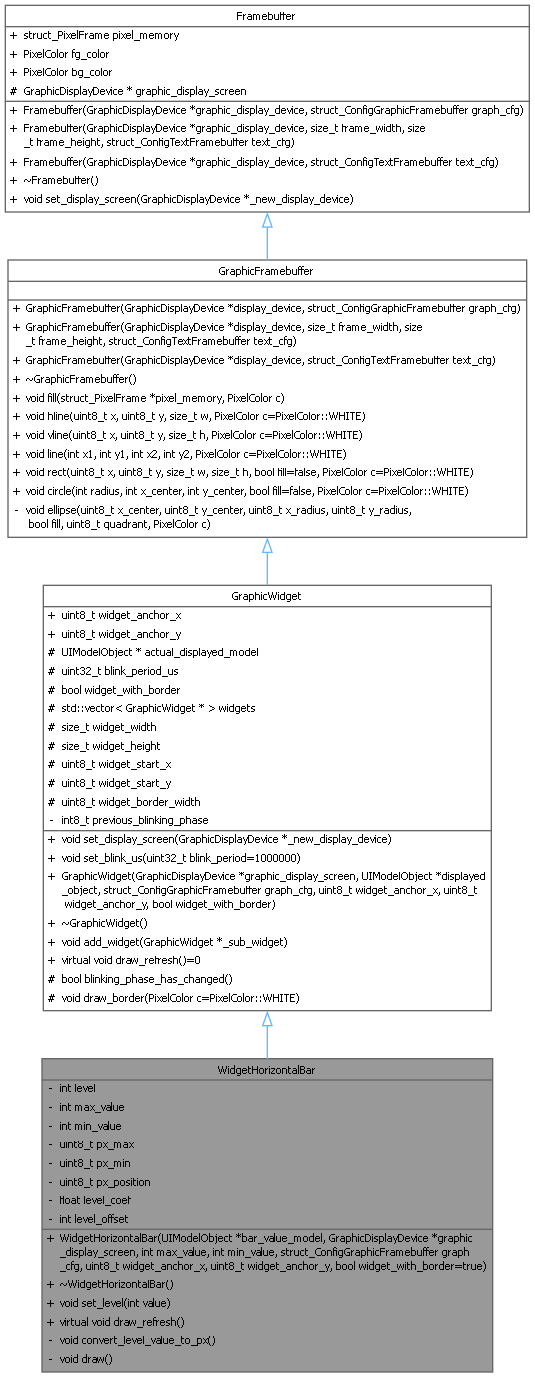 Framebuffer
+ struct_PixelFrame pixel_memory
+ PixelColor fg_color
+ PixelColor bg_color
# GraphicDisplayDevice * graphic_display_screen
+ Framebuffer(GraphicDisplayDevice *graphic_display_device, struct_ConfigGraphicFramebuffer graph_cfg)
+ Framebuffer(GraphicDisplayDevice *graphic_display_device, size_t frame_width, size
_t frame_height, struct_ConfigTextFramebuffer text_cfg)
+ Framebuffer(GraphicDisplayDevice *graphic_display_device, struct_ConfigTextFramebuffer text_cfg)
+ ~Framebuffer()
+ void set_display_screen(GraphicDisplayDevice *_new_display_device)
GraphicFramebuffer
+ GraphicFramebuffer(GraphicDisplayDevice *display_device, struct_ConfigGraphicFramebuffer graph_cfg)
+ GraphicFramebuffer(GraphicDisplayDevice *display_device, size_t frame_width, size
_t frame_height, struct_ConfigTextFramebuffer text_cfg)
+ GraphicFramebuffer(GraphicDisplayDevice *display_device, struct_ConfigTextFramebuffer text_cfg)
+ ~GraphicFramebuffer()
+ void fill(struct_PixelFrame *pixel_memory, PixelColor c)
+ void hline(uint8_t x, uint8_t y, size_t w, PixelColor c=PixelColor::WHITE)
+ void vline(uint8_t x, uint8_t y, size_t h, PixelColor c=PixelColor::WHITE)
+ void line(int x1, int y1, int x2, int y2, PixelColor c=PixelColor::WHITE)
+ void rect(uint8_t x, uint8_t y, size_t w, size_t h, bool fill=false, PixelColor c=PixelColor::WHITE)
+ void circle(int radius, int x_center, int y_center, bool fill=false, PixelColor c=PixelColor::WHITE)
- void ellipse(uint8_t x_center, uint8_t y_center, uint8_t x_radius, uint8_t y_radius,
bool fill, uint8_t quadrant, PixelColor c)
GraphicWidget
+ uint8_t widget_anchor_x
+ uint8_t widget_anchor_y
# UIModelObject * actual_displayed_model
# uint32_t blink_period_us
# bool widget_with_border
# std::vector< GraphicWidget * > widgets
# size_t widget_width
# size_t widget_height
# uint8_t widget_start_x
# uint8_t widget_start_y
# uint8_t widget_border_width
- int8_t previous_blinking_phase
+ void set_display_screen(GraphicDisplayDevice *_new_display_device)
+ void set_blink_us(uint32_t blink_period=1000000)
+ GraphicWidget(GraphicDisplayDevice *graphic_display_screen, UIModelObject *displayed
_object, struct_ConfigGraphicFramebuffer graph_cfg, uint8_t widget_anchor_x, uint8_t
widget_anchor_y, bool widget_with_border)
+ ~GraphicWidget()
+ void add_widget(GraphicWidget *_sub_widget)
+ virtual void draw_refresh()=0
# bool blinking_phase_has_changed()
# void draw_border(PixelColor c=PixelColor::WHITE)
WidgetHorizontalBar
- int level
- int max_value
- int min_value
- uint8_t px_max
- uint8_t px_min
- uint8_t px_position
- float level_coef
- int level_offset
+ WidgetHorizontalBar(UIModelObject *bar_value_model, GraphicDisplayDevice *graphic
_display_screen, int max_value, int min_value, struct_ConfigGraphicFramebuffer graph
_cfg, uint8_t widget_anchor_x, uint8_t widget_anchor_y, bool widget_with_border=true)
+ ~WidgetHorizontalBar()
+ void set_level(int value)
+ virtual void draw_refresh()
- void convert_level_value_to_px()
- void draw()